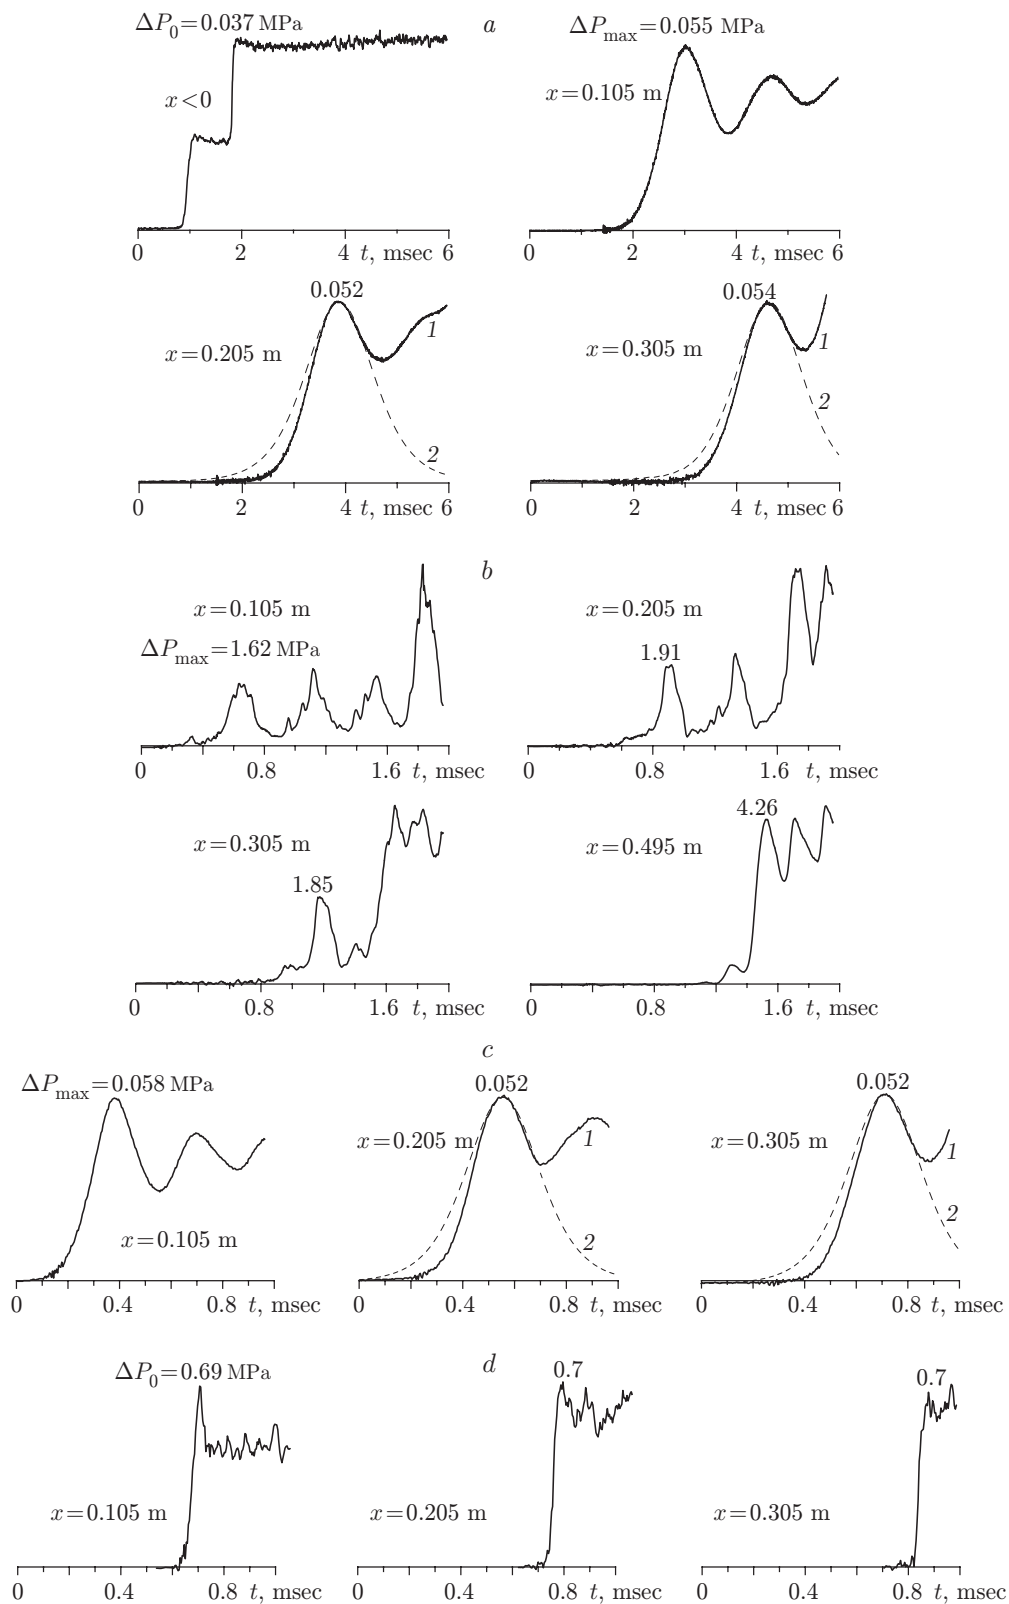 ΔP₀=0.037 MPa
a
ΔPmax=0.055 MPa
x<0
x=0.105 m
0 2 4 t, msec 6
0 2 4 t, msec 6
0.052
0.054
x=0.205 m
1
x=0.305 m
1
2
2
0 2 4 t, msec 6
0 2 4 t, msec 6
b
x=0.105 m
x=0.205 m
ΔPmax=1.62 MPa
1.91
0 0.8 1.6 t, msec
0 0.8 1.6 t, msec
x=0.305 m
4.26
x=0.495 m
1.85
0 0.8 1.6 t, msec
0 0.8 1.6 t, msec
c
ΔPmax=0.058 MPa
0.052
0.052
x=0.205 m
1
x=0.305 m
1
x=0.105 m
2
2
0 0.4 0.8 t, msec
0 0.4 0.8 t, msec
0 0.4 0.8 t, msec
d
ΔP₀=0.69 MPa
0.7
0.7
x=0.105 m
x=0.205 m
x=0.305 m
0 0.4 0.8 t, msec
0 0.4 0.8 t, msec
0 0.4 0.8 t, msec